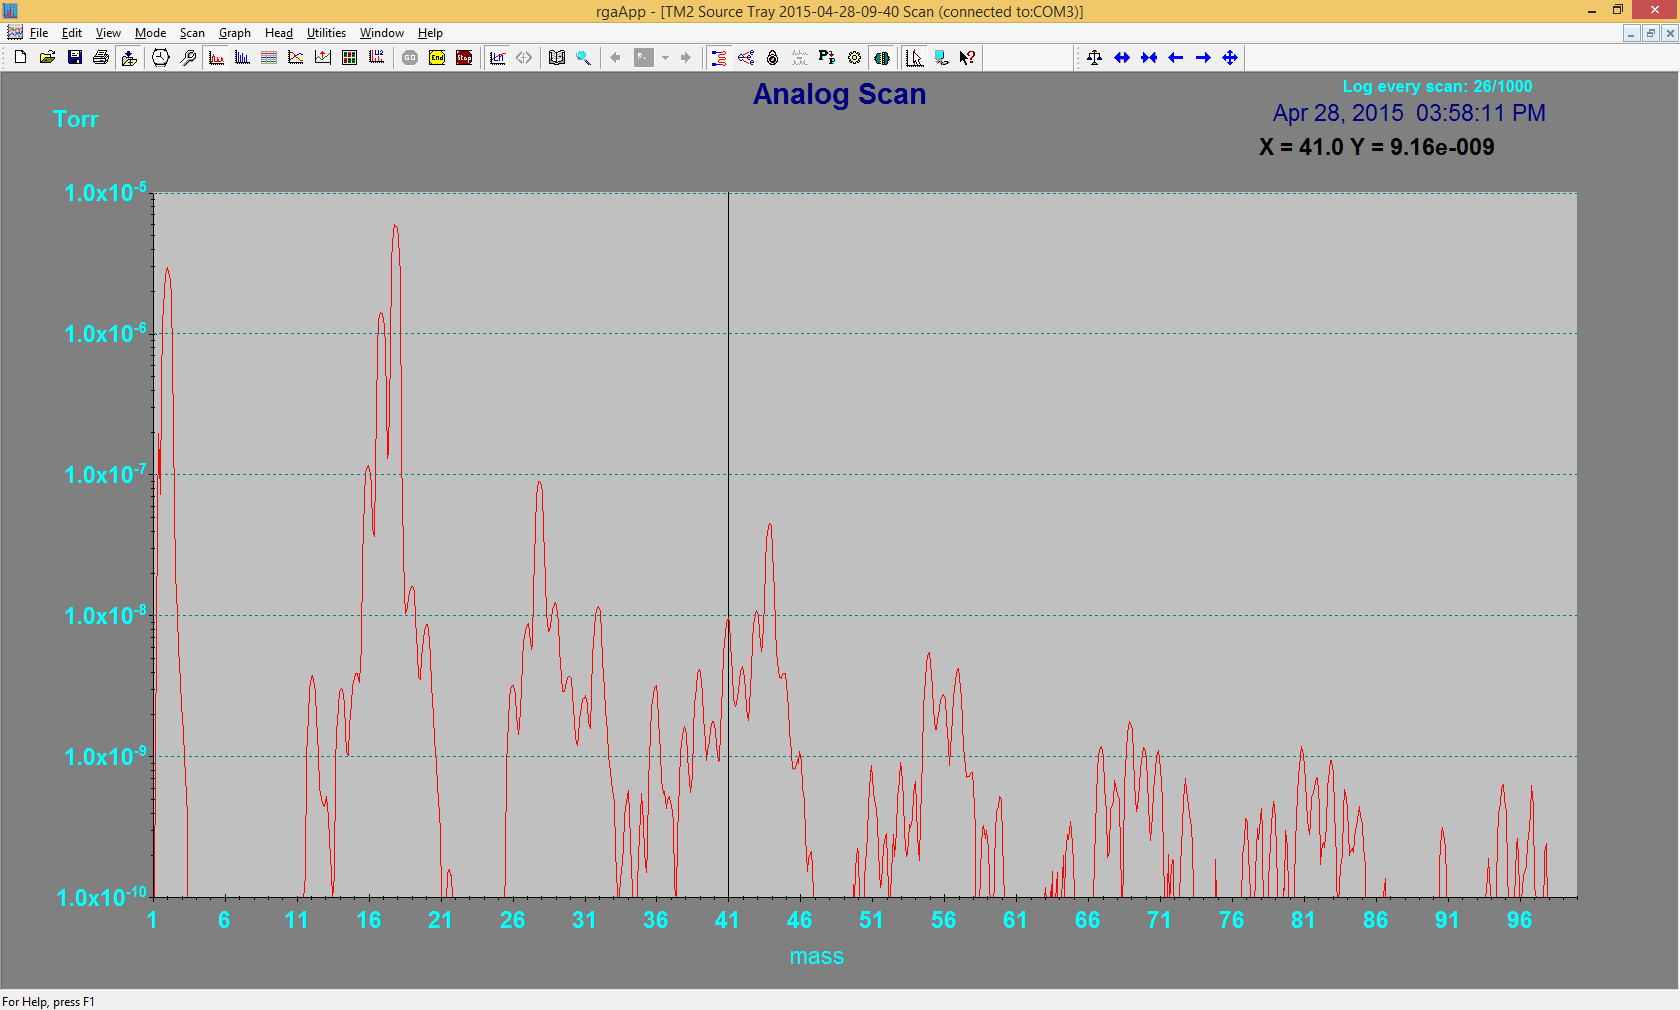 rgaApp - [TM2 Source Tray 2015-04-28-09-40 Scan (connected to:COM3)]
File Edit View Mode Scan Graph Head Utilities Window Help
GO End Stop
Analog Scan
Log every scan: 26/1000
Apr 28, 2015 03:58:11 PM
X = 41.0 Y = 9.16e-009
Torr
1.0x10-5
1.0x10-6
1.0x10-7
1.0x10-8
1.0x10-9
1.0x10-10
1 6 11 16 21 26 31 36 41 46 51 56 61 66 71 76 81 86 91 96
mass
For Help, press F1